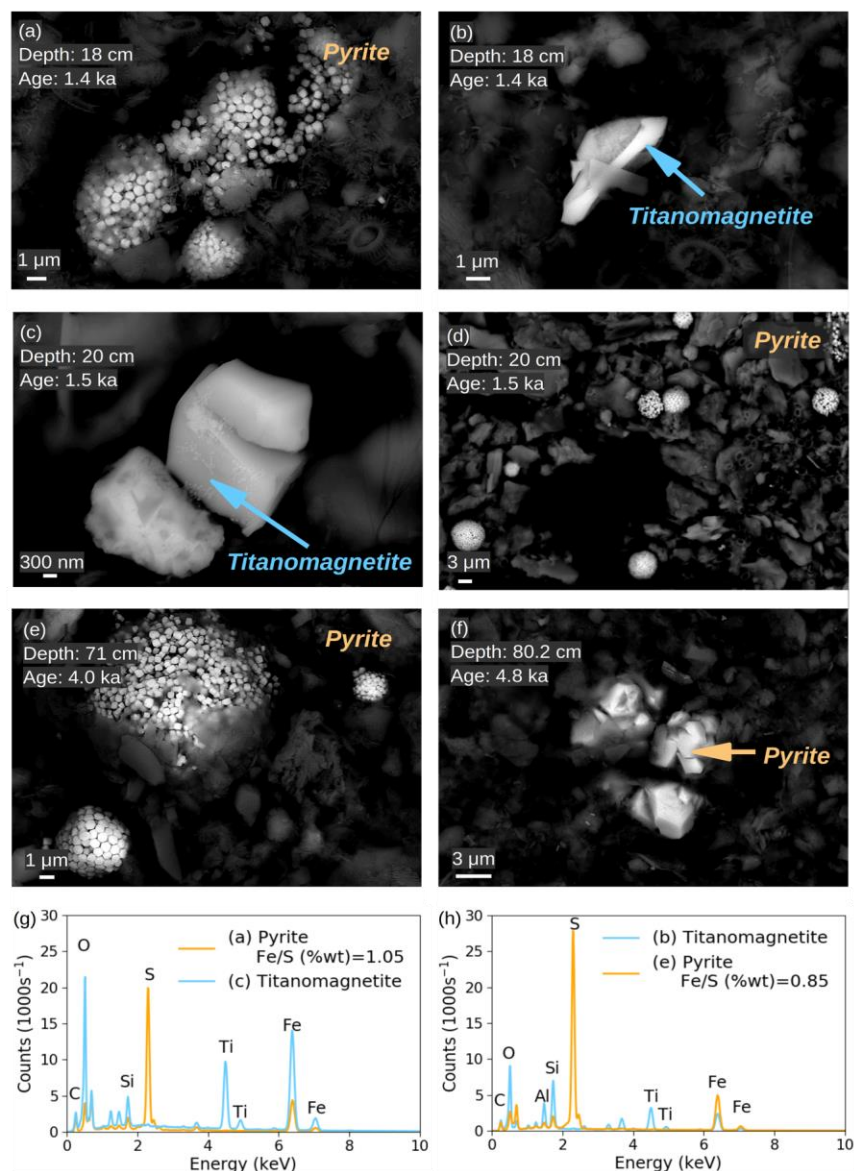 (a)
Depth: 18 cm
Age: 1.4 ka
Pyrite
1 µm
(b)
Depth: 18 cm
Age: 1.4 ka
Titanomagnetite
1 µm
(c)
Depth: 20 cm
Age: 1.5 ka
Titanomagnetite
300 nm
(d)
Depth: 20 cm
Age: 1.5 ka
Pyrite
3 µm
(e)
Depth: 71 cm
Age: 4.0 ka
Pyrite
1 µm
(f)
Depth: 80.2 cm
Age: 4.8 ka
Pyrite
3 µm
(g)
30
25
20
15
10
5
0
Counts (1000s⁻¹)
(a) Pyrite
Fe/S (%wt)=1.05
(c) Titanomagnetite
C
O
Si
S
Ti
Ti
Fe
Fe
0 2 4 6 8 10
Energy (keV)
(h)
30
25
20
15
10
5
0
Counts (1000s⁻¹)
(b) Titanomagnetite
(e) Pyrite
Fe/S (%wt)=0.85
C
O
Al
Si
S
Ti
Ti
Fe
Fe
0 2 4 6 8 10
Energy (keV)